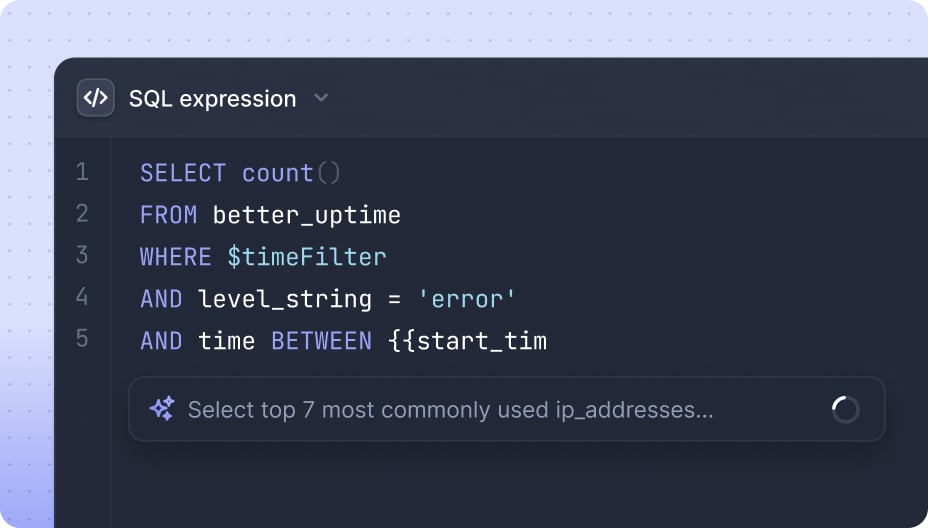 </> SQL expression
1 SELECT count()
2 FROM better_uptime
3 WHERE $timeFilter
4 AND level_string = 'error'
5 AND time BETWEEN {{start_tim
Select top 7 most commonly used ip_addresses...